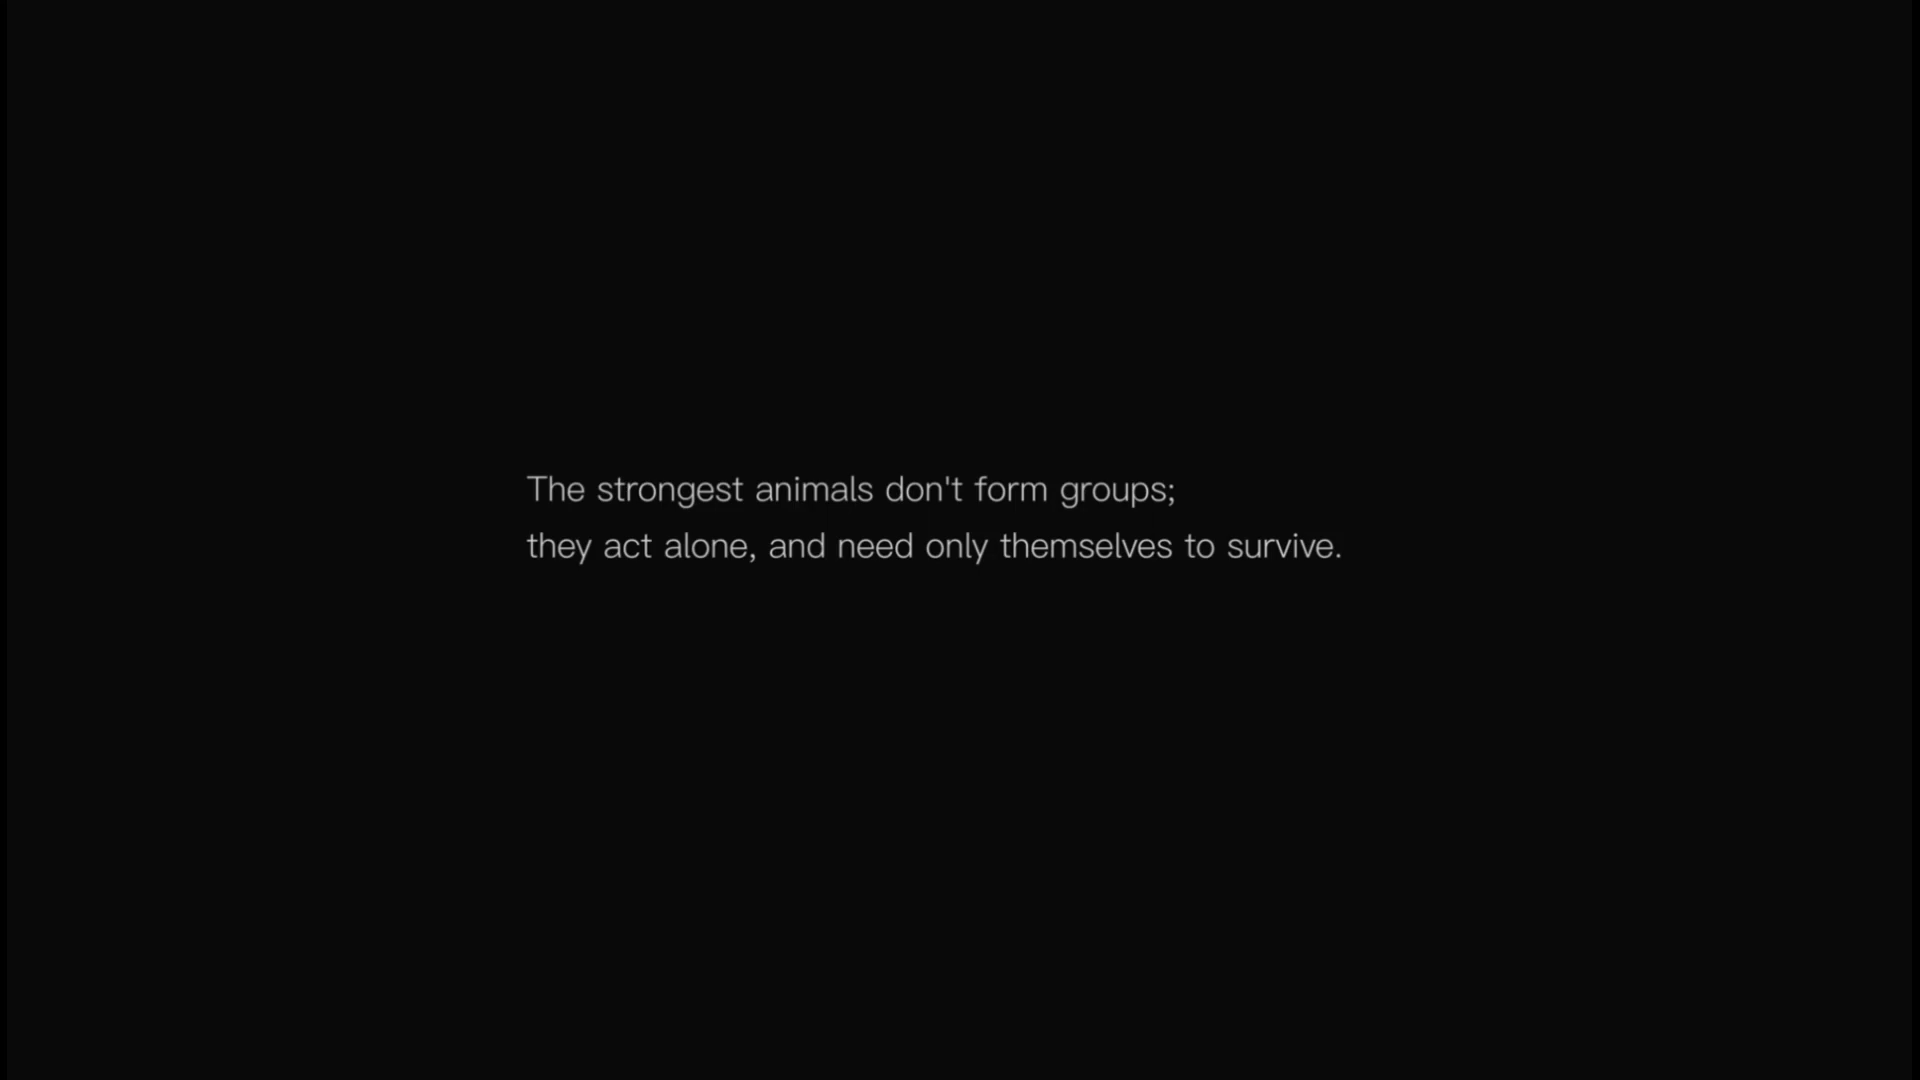 The strongest animals don't form groups;
they act alone, and need only themselves to survive.